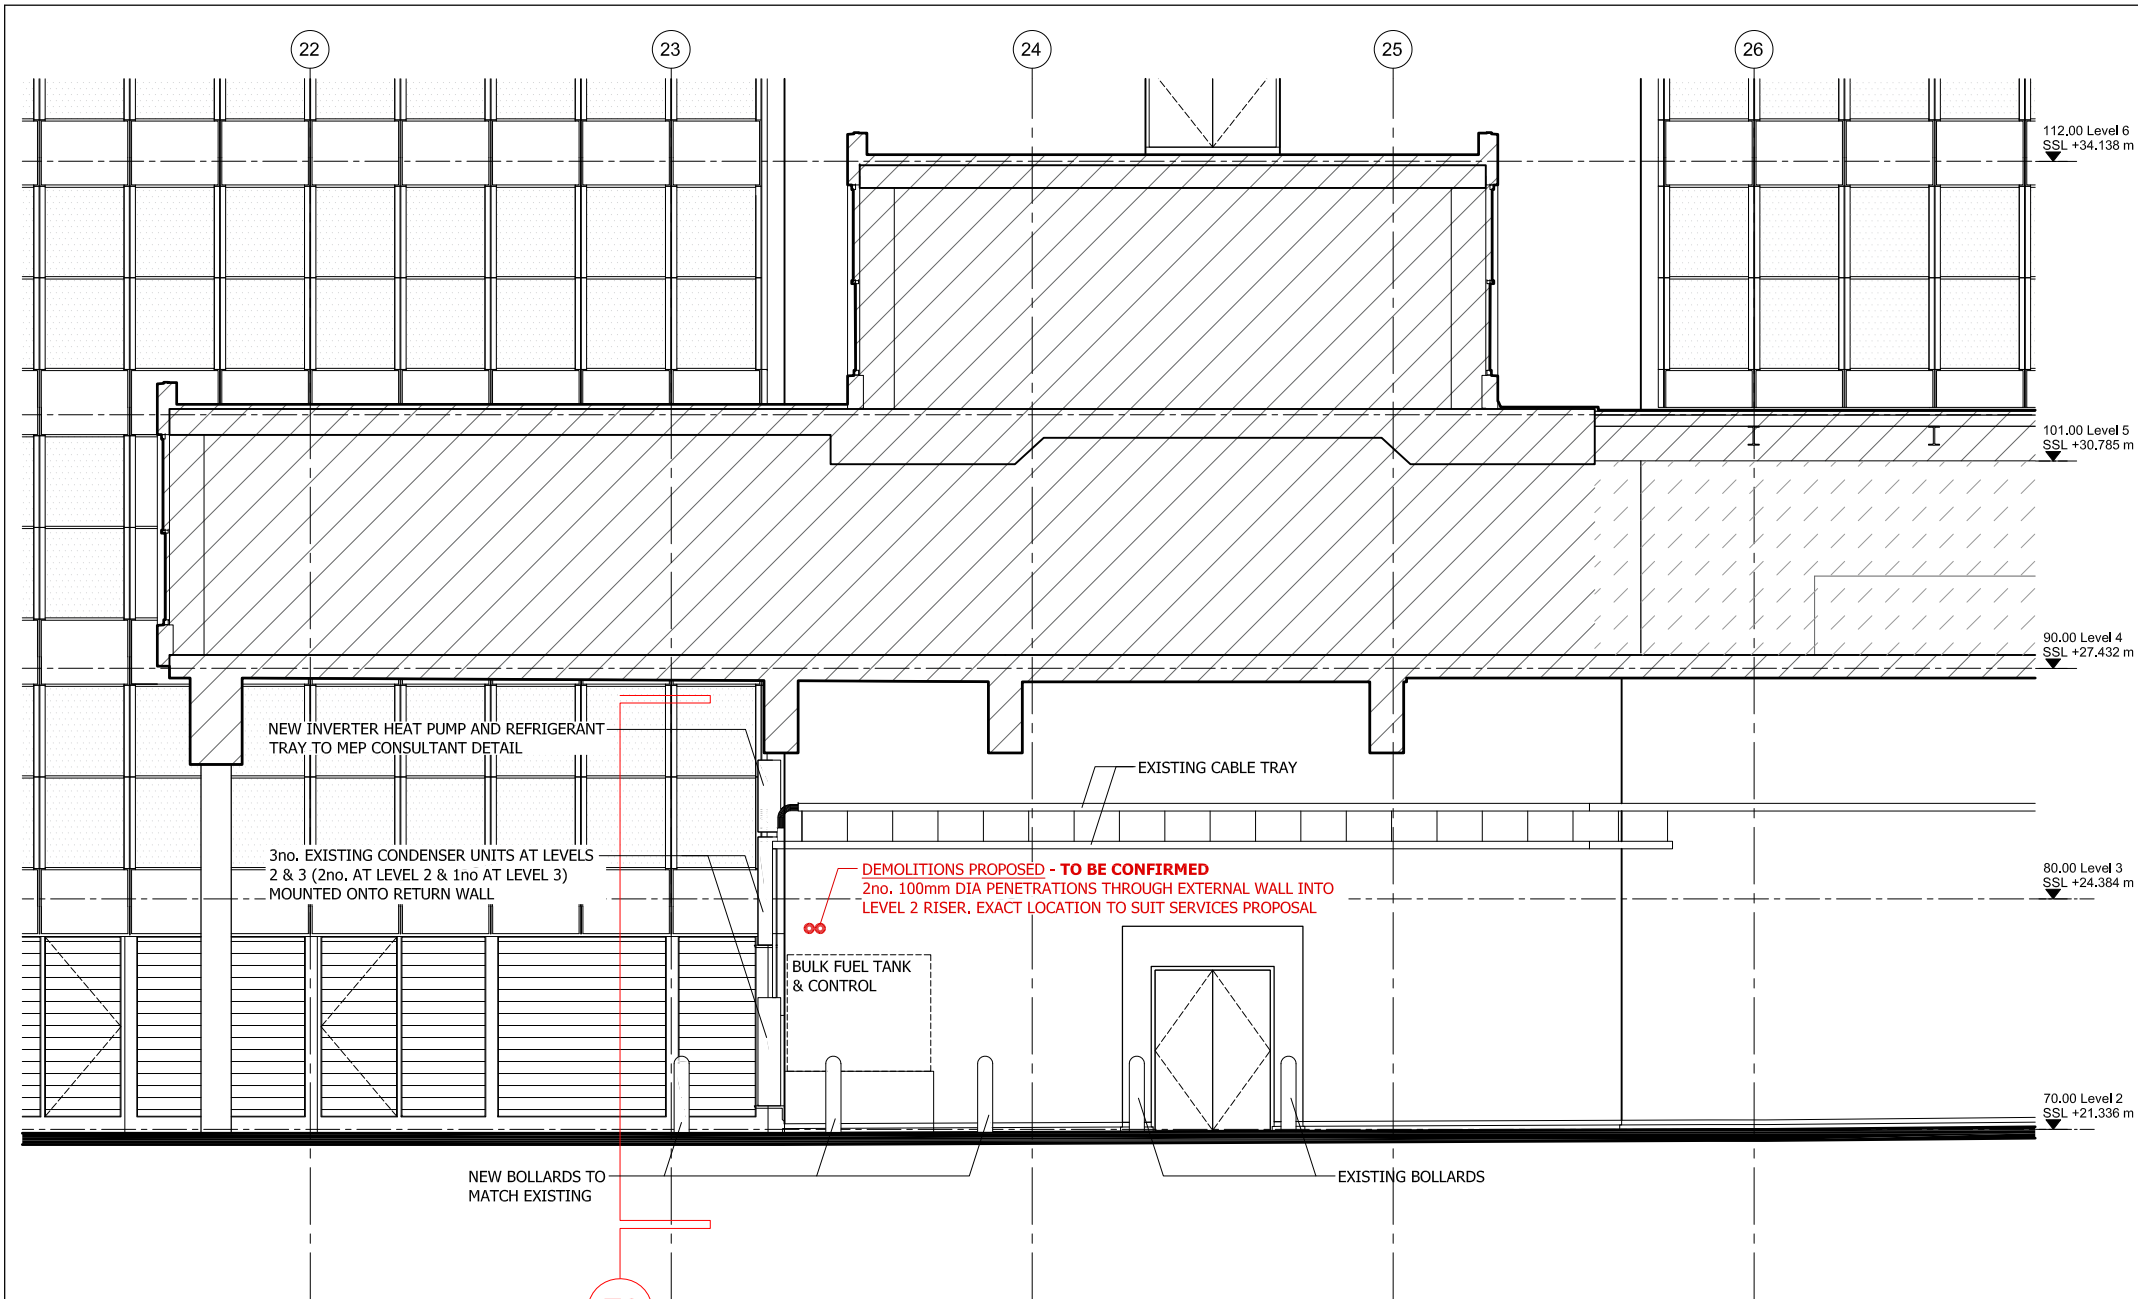 22
23
24
25
26
112.00 Level 6
SSL +34.138 m
101.00 Level 5
SSL +30.785 m
90.00 Level 4
SSL +27.432 m
NEW INVERTER HEAT PUMP AND REFRIGERANT
TRAY TO MEP CONSULTANT DETAIL
EXISTING CABLE TRAY
3no. EXISTING CONDENSER UNITS AT LEVELS
2 & 3 (2no. AT LEVEL 2 & 1no AT LEVEL 3)
MOUNTED ONTO RETURN WALL
DEMOLITIONS PROPOSED - TO BE CONFIRMED
2no. 100mm DIA PENETRATIONS THROUGH EXTERNAL WALL INTO
LEVEL 2 RISER. EXACT LOCATION TO SUIT SERVICES PROPOSAL
80.00 Level 3
SSL +24.384 m
BULK FUEL TANK
& CONTROL
70.00 Level 2
SSL +21.336 m
NEW BOLLARDS TO
MATCH EXISTING
EXISTING BOLLARDS